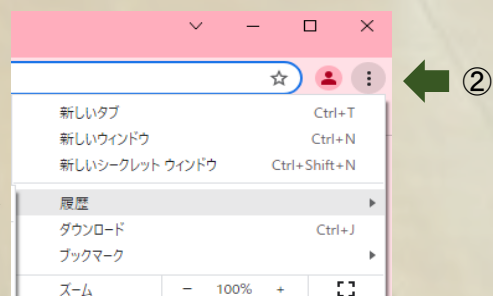 ②
新しいタブ Ctrl+T
新しいウィンドウ Ctrl+N
新しいシークレット ウィンドウ Ctrl+Shift+N
履歴
ダウンロード Ctrl+J
ブックマーク
ズーム − 100% +